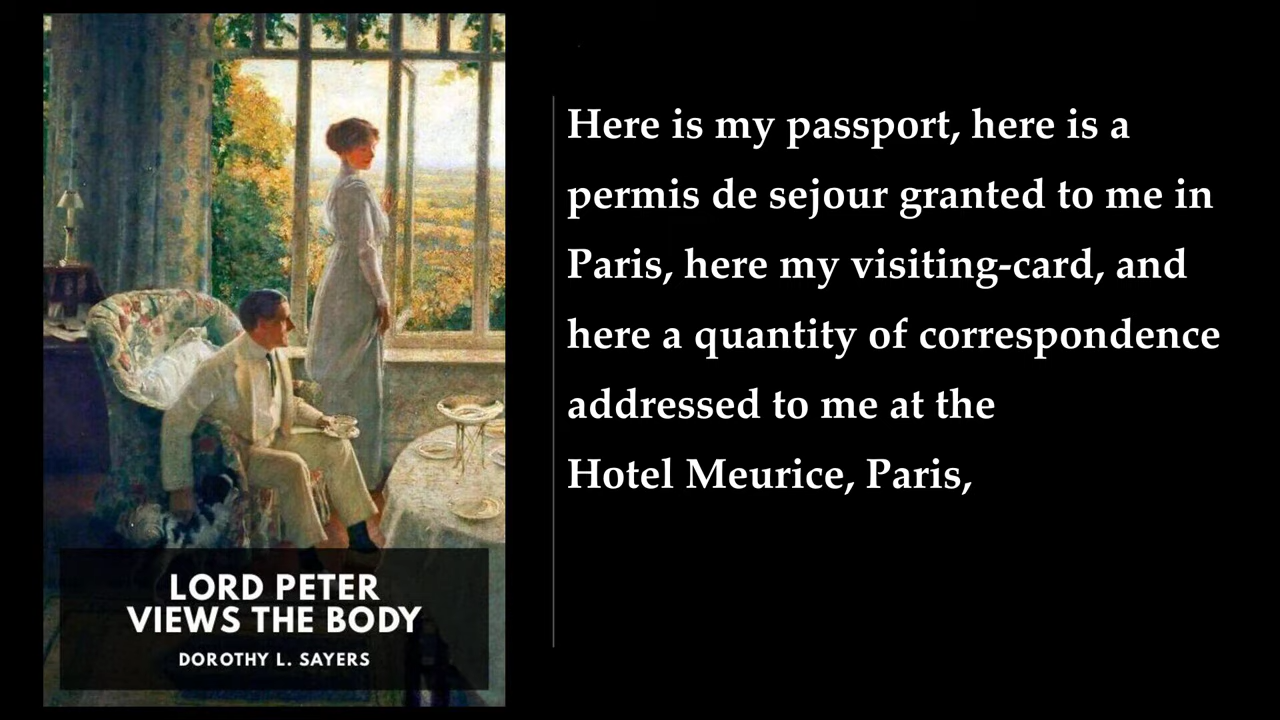 LORD PETER
VIEWS THE BODY
DOROTHY L. SAYERS
Here is my passport, here is a
permis de sejour granted to me in
Paris, here my visiting-card, and
here a quantity of correspondence
addressed to me at the
Hotel Meurice, Paris,